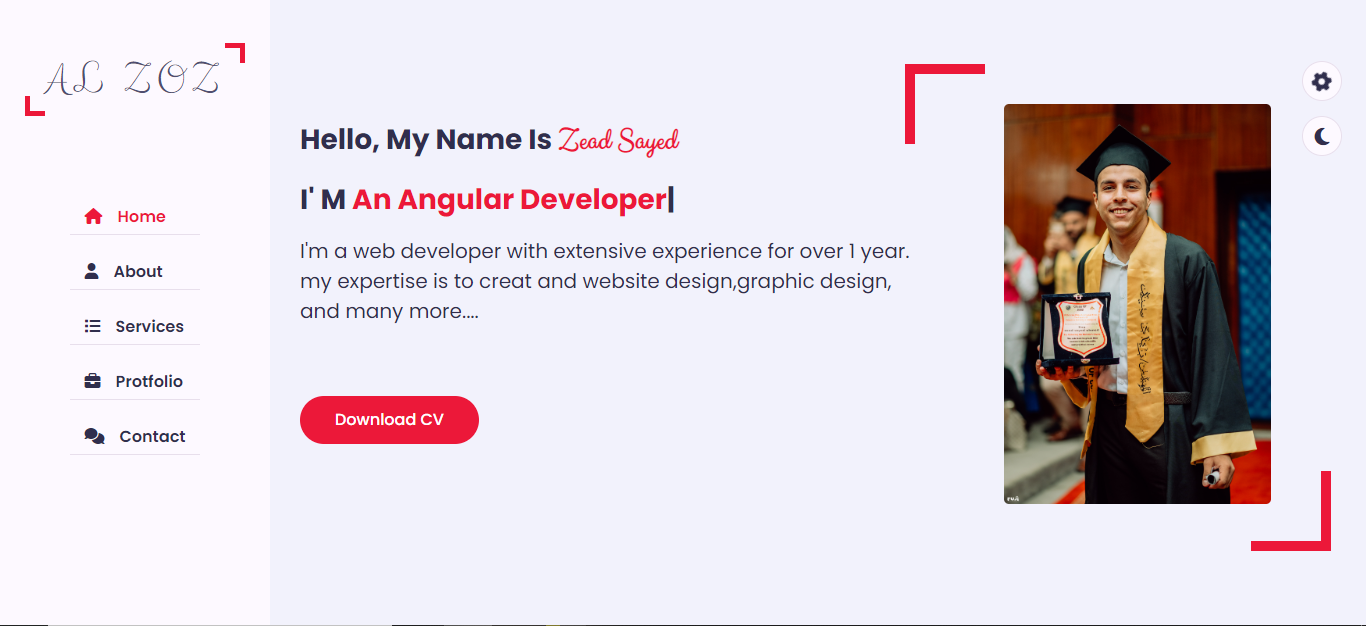 AL ZOZ
Home
About
Services
Protfolio
Contact
Hello, My Name Is Zead Sayed
I' M An Angular Developer|
I'm a web developer with extensive experience for over 1 year.
my expertise is to creat and website design,graphic design,
and many more....
Download CV